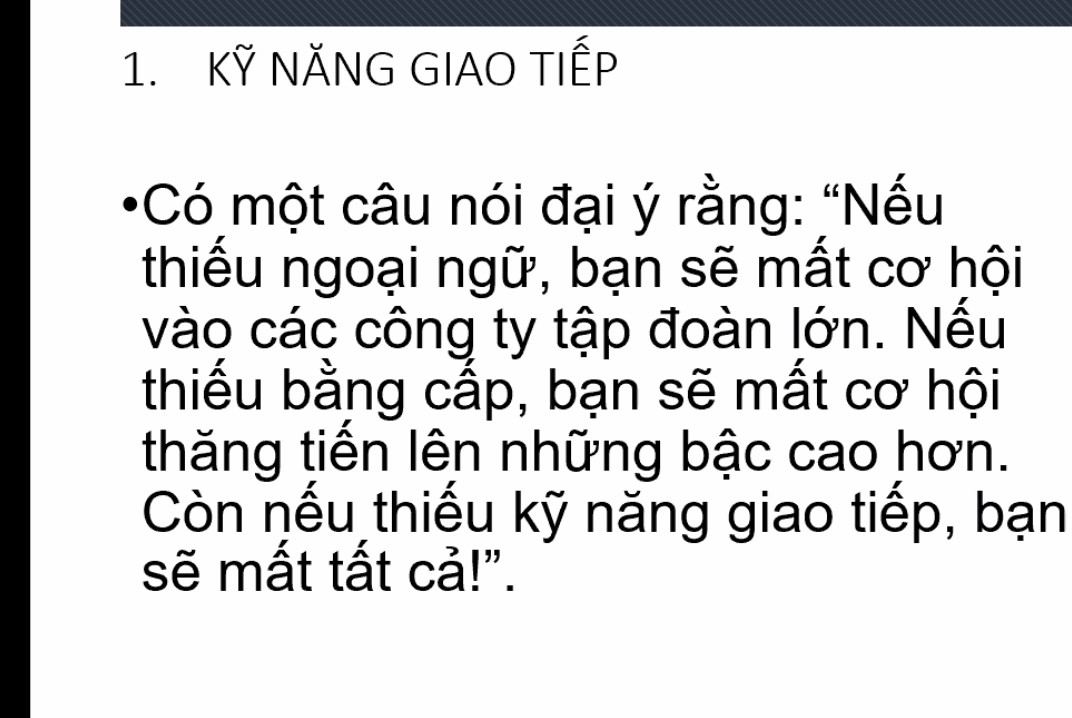 1. KỸ NĂNG GIAO TIẾP
•Có một câu nói đại ý rằng: “Nếu
thiếu ngoại ngữ, bạn sẽ mất cơ hội
vào các công ty tập đoàn lớn. Nếu
thiếu bằng cấp, bạn sẽ mất cơ hội
thăng tiến lên những bậc cao hơn.
Còn nếu thiếu kỹ năng giao tiếp, bạn
sẽ mất tất cả!”.